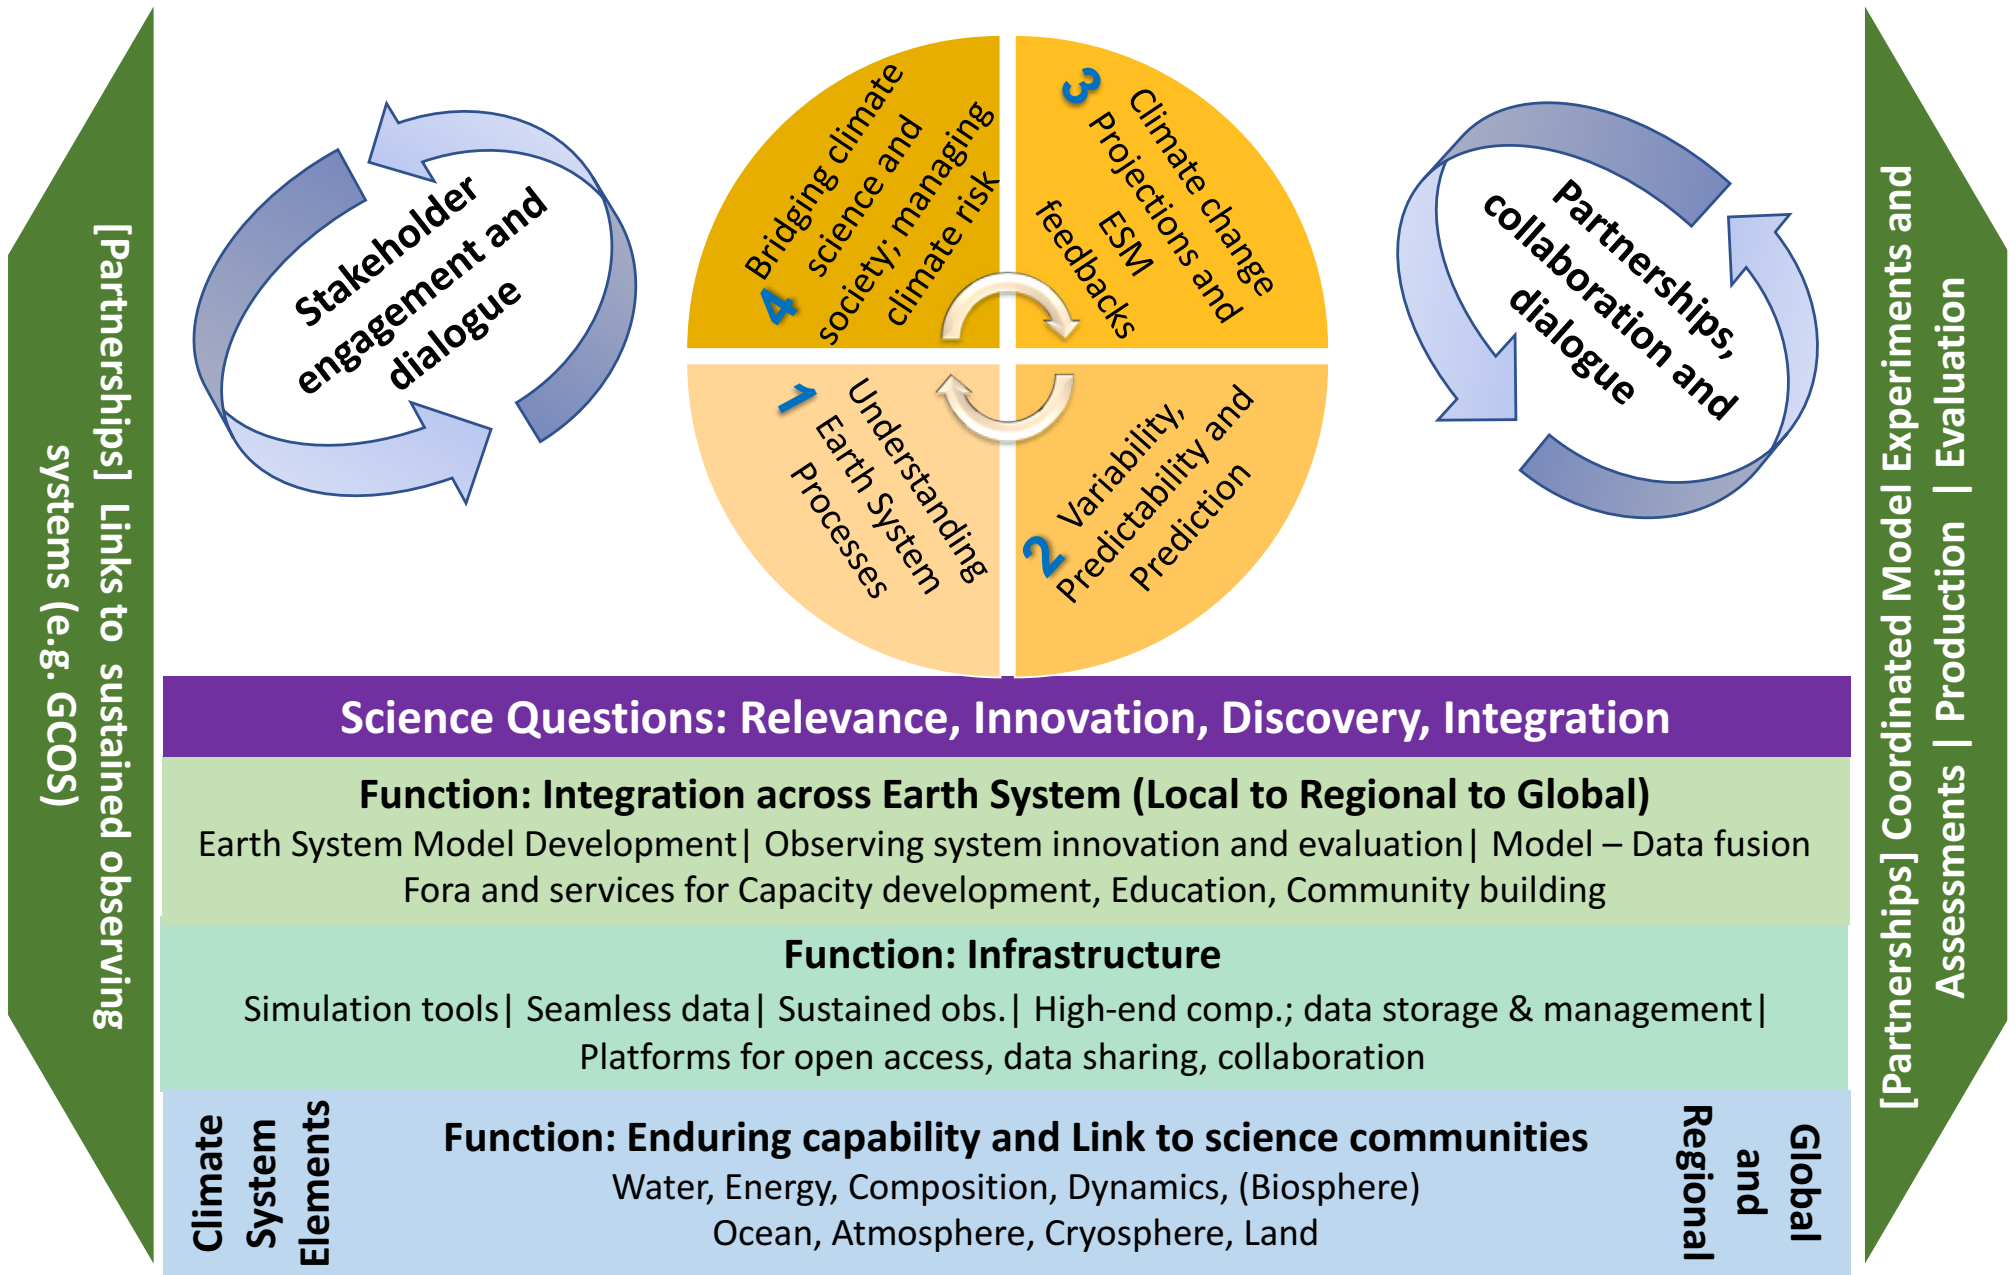 [Partnerships] Links to sustained observing
systems (e.g. GCOS)
Stakeholder
engagement and
dialogue
4
Bridging climate
science and
society; managing
climate risk
3
Climate change
Projections and
ESM
feedbacks
1
Understanding
Earth System
Processes
2
Variability,
Predictability and
Prediction
Partnerships,
collaboration and
dialogue
[Partnerships] Coordinated Model Experiments and
Assessments | Production | Evaluation
Science Questions: Relevance, Innovation, Discovery, Integration
Function: Integration across Earth System (Local to Regional to Global)
Earth System Model Development| Observing system innovation and evaluation| Model – Data fusion
Fora and services for Capacity development, Education, Community building
Function: Infrastructure
Simulation tools| Seamless data| Sustained obs.| High-end comp.; data storage & management|
Platforms for open access, data sharing, collaboration
Climate
System
Elements
Function: Enduring capability and Link to science communities
Water, Energy, Composition, Dynamics, (Biosphere)
Ocean, Atmosphere, Cryosphere, Land
Global
and
Regional